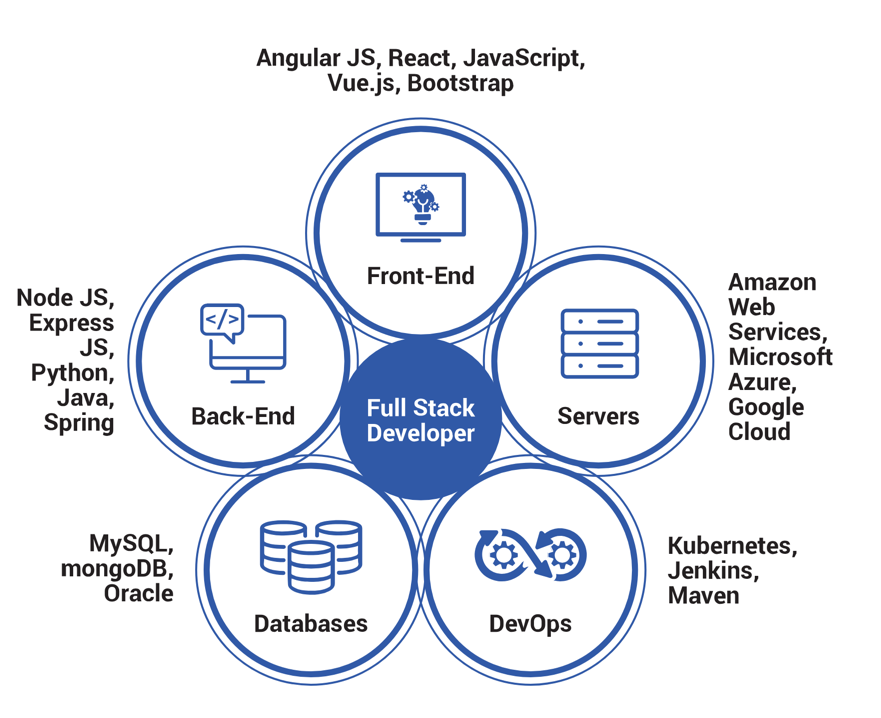 Angular JS, React, JavaScript,
Vue.js, Bootstrap
Front-End
Node JS,
Express
JS,
Python,
Java,
Spring
</>
Back-End
Full Stack
Developer
Servers
Amazon
Web
Services,
Microsoft
Azure,
Google
Cloud
MySQL,
mongoDB,
Oracle
Databases
DevOps
Kubernetes,
Jenkins,
Maven